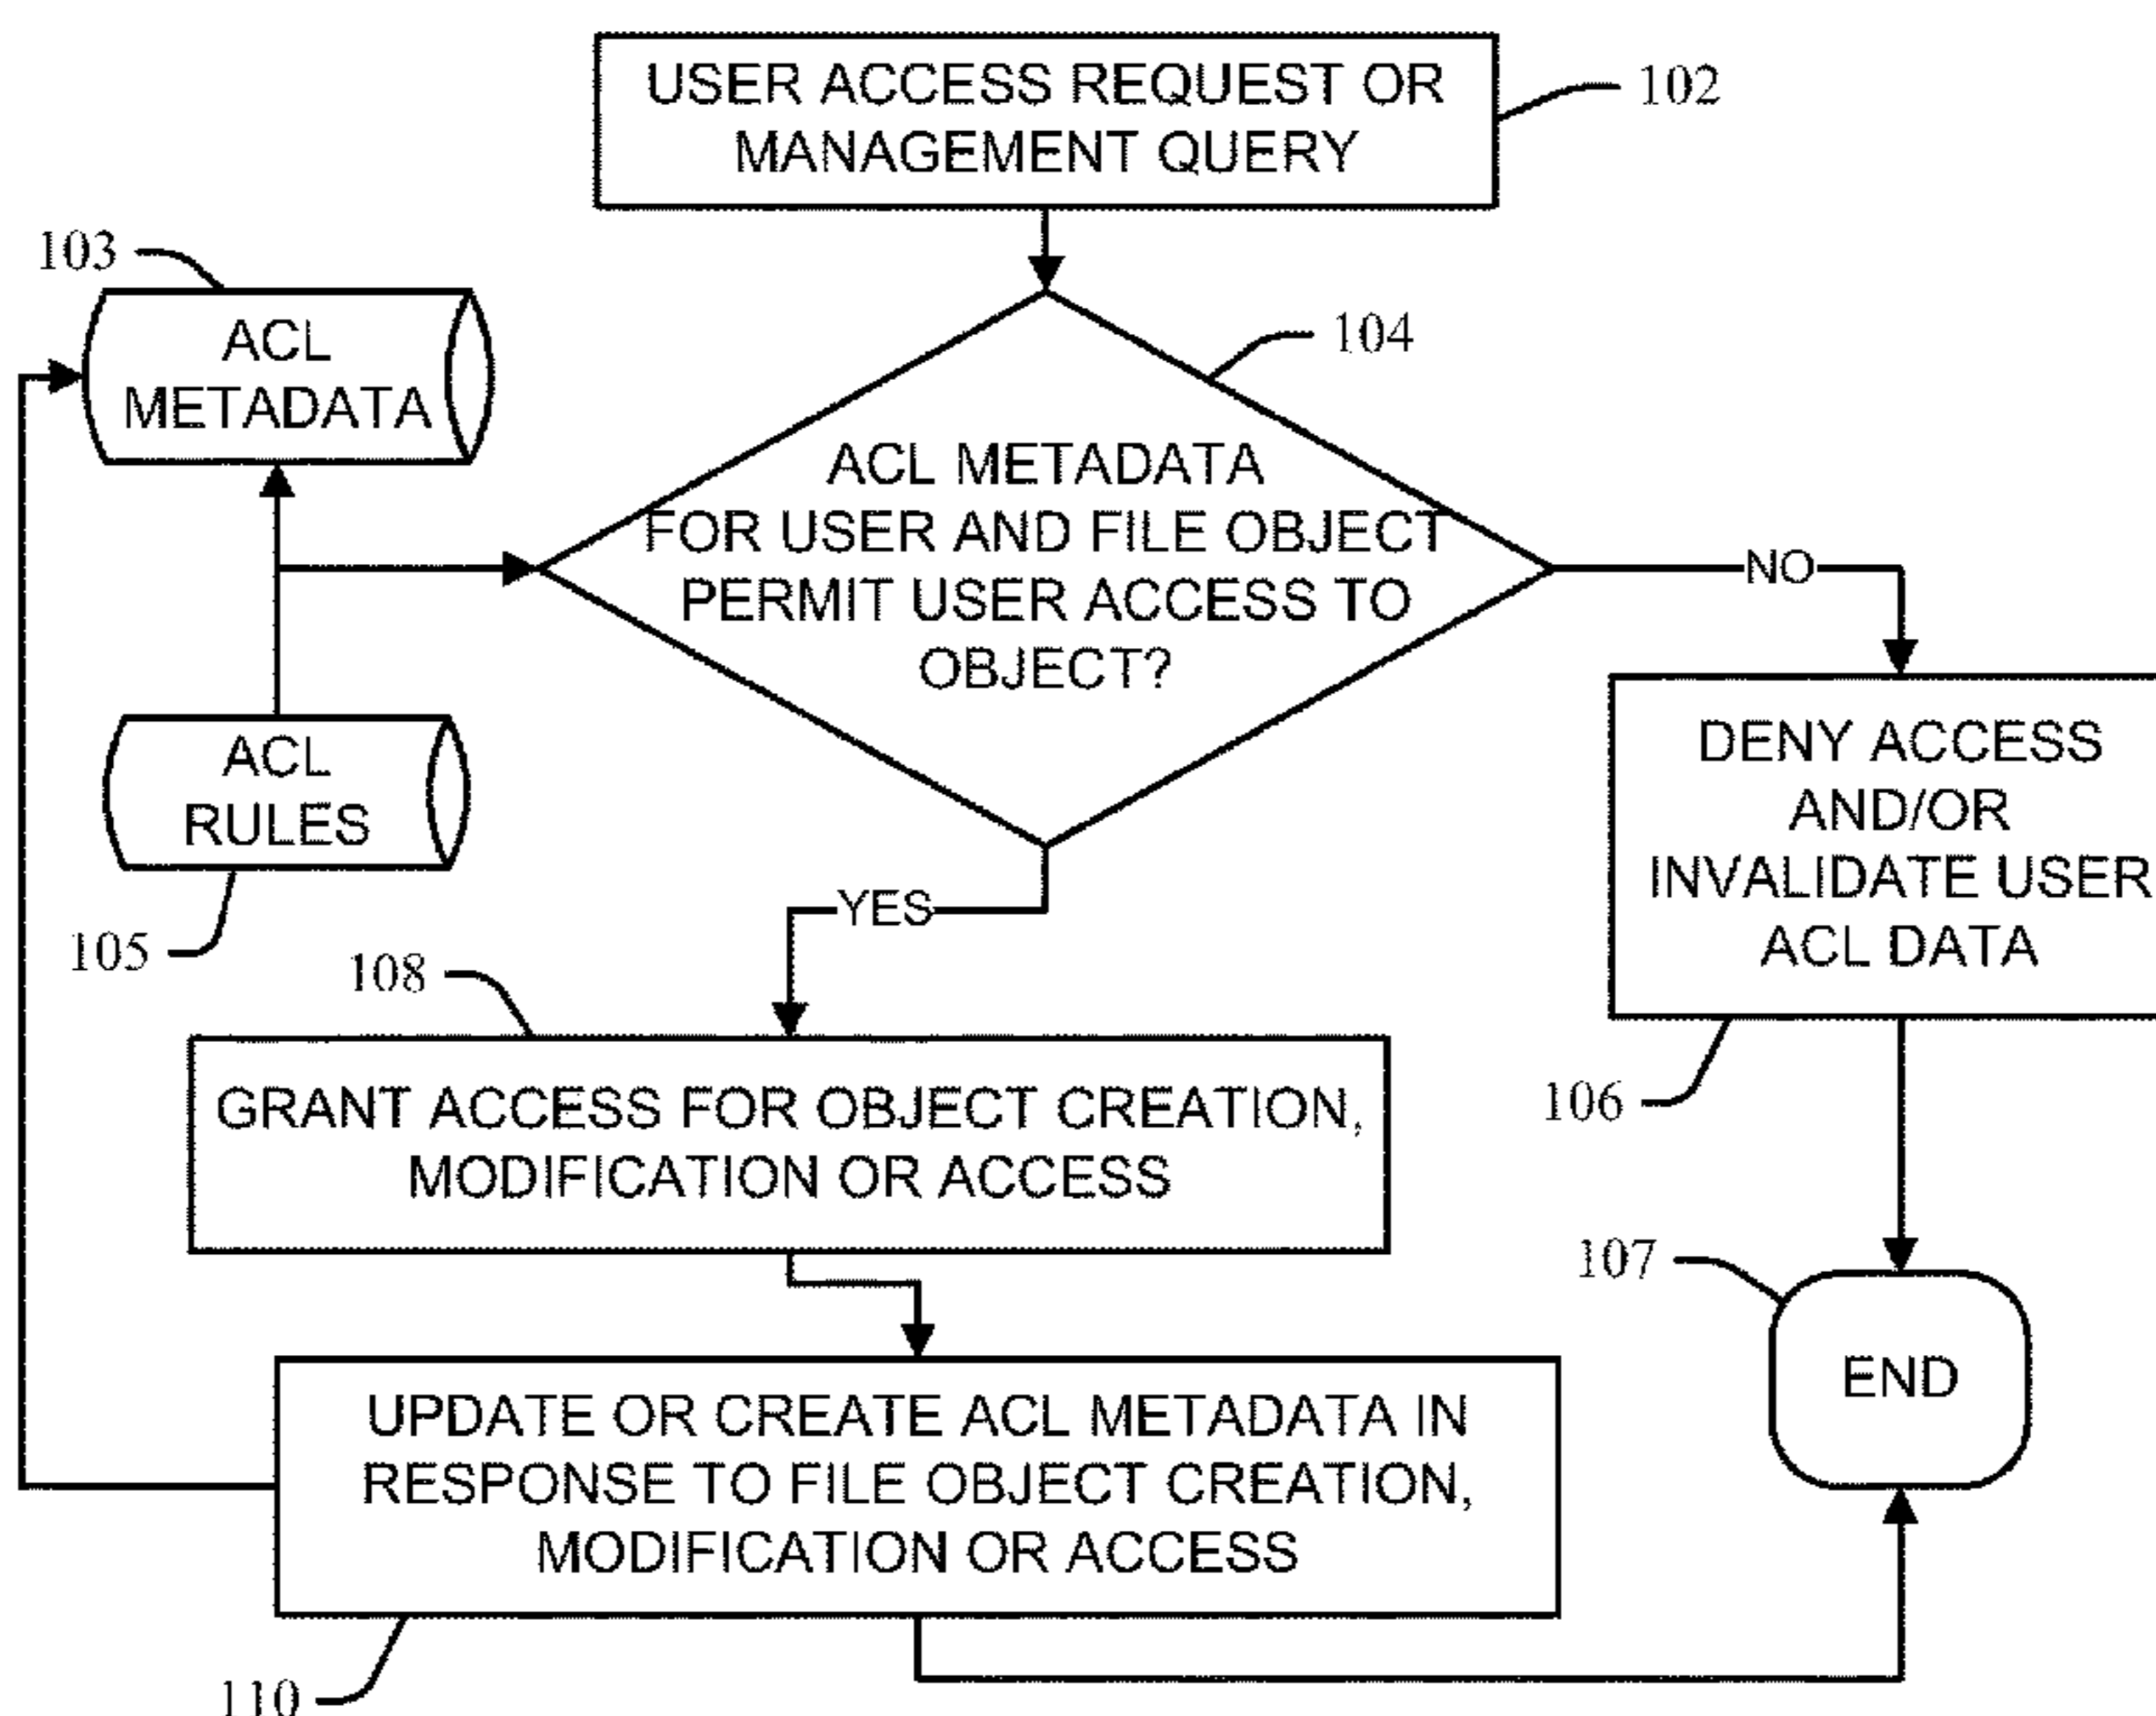 USER ACCESS REQUEST OR
MANAGEMENT QUERY
102
103
ACL
METADATA
104
ACL METADATA
FOR USER AND FILE OBJECT
PERMIT USER ACCESS TO
OBJECT?
NO
ACL
RULES
105
YES
DENY ACCESS
AND/OR
INVALIDATE USER
ACL DATA
106
108
GRANT ACCESS FOR OBJECT CREATION,
MODIFICATION OR ACCESS
107
END
UPDATE OR CREATE ACL METADATA IN
RESPONSE TO FILE OBJECT CREATION,
MODIFICATION OR ACCESS
110